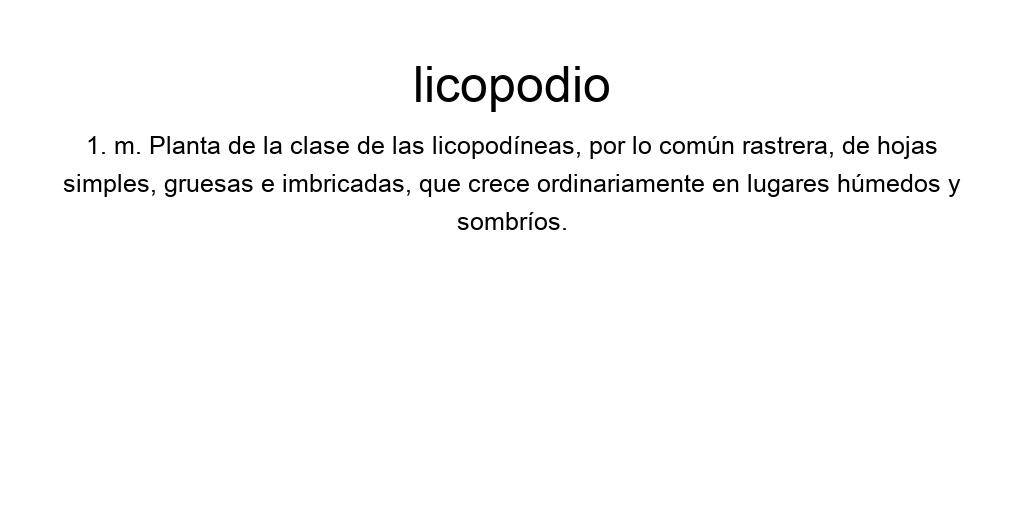 licopodio
1. m. Planta de la clase de las licopodíneas, por lo común rastrera, de hojas
simples, gruesas e imbricadas, que crece ordinariamente en lugares húmedos y
sombríos.